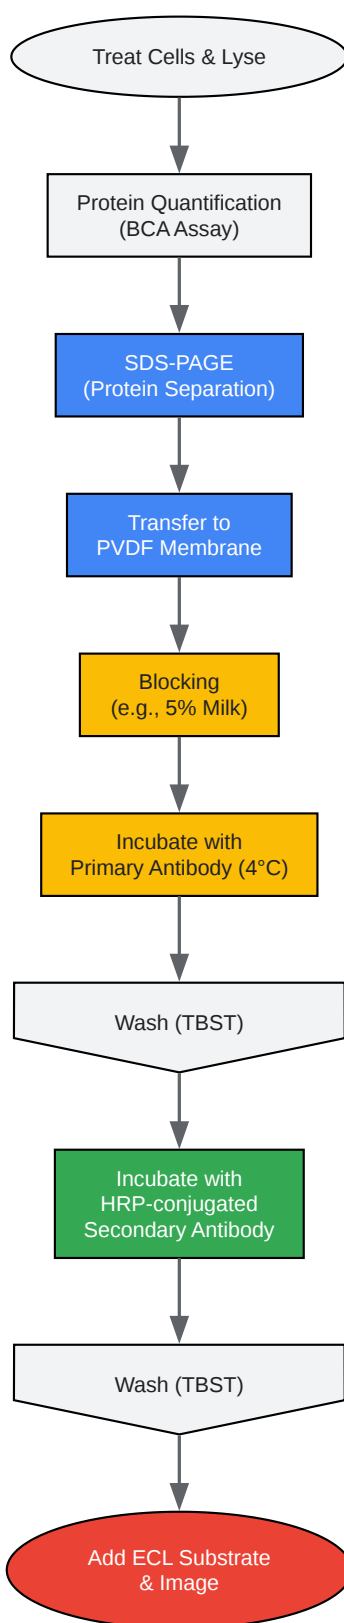 Treat Cells & Lyse
Protein Quantification
(BCA Assay)
SDS-PAGE
(Protein Separation)
Transfer to
PVDF Membrane
Blocking
(e.g., 5% Milk)
Incubate with
Primary Antibody (4°C)
Wash (TBST)
Incubate with
HRP-conjugated
Secondary Antibody
Wash (TBST)
Add ECL Substrate
& Image